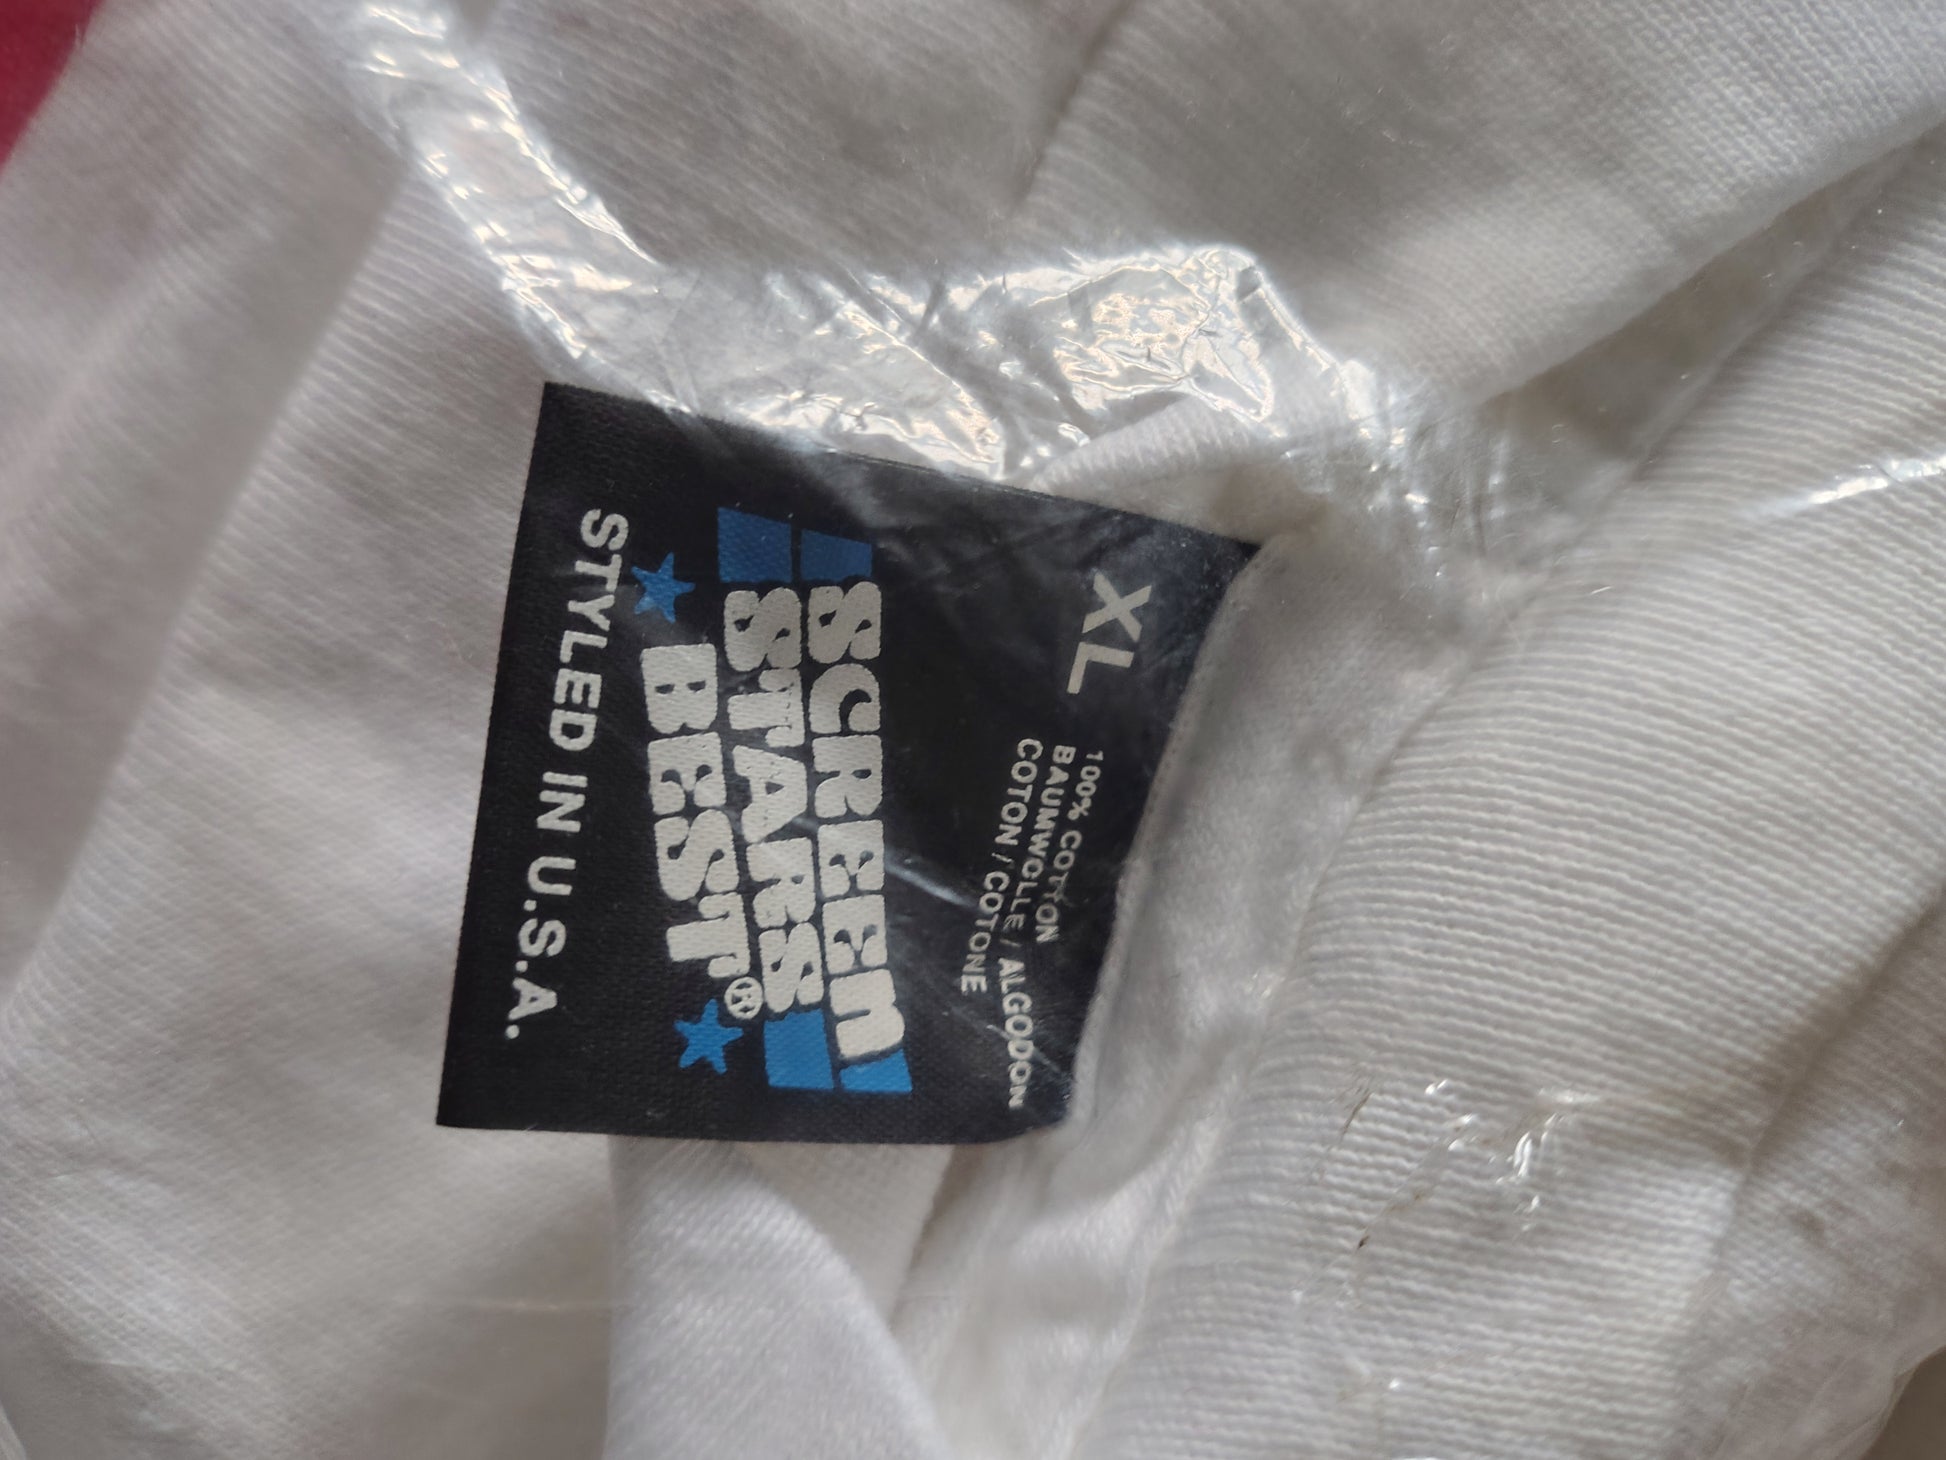 XL
100% COTTON
BAUMWOLLE / ALGODON
COTON / COTONE
SCREEN
STARS
BEST®
STYLED IN U.S.A.